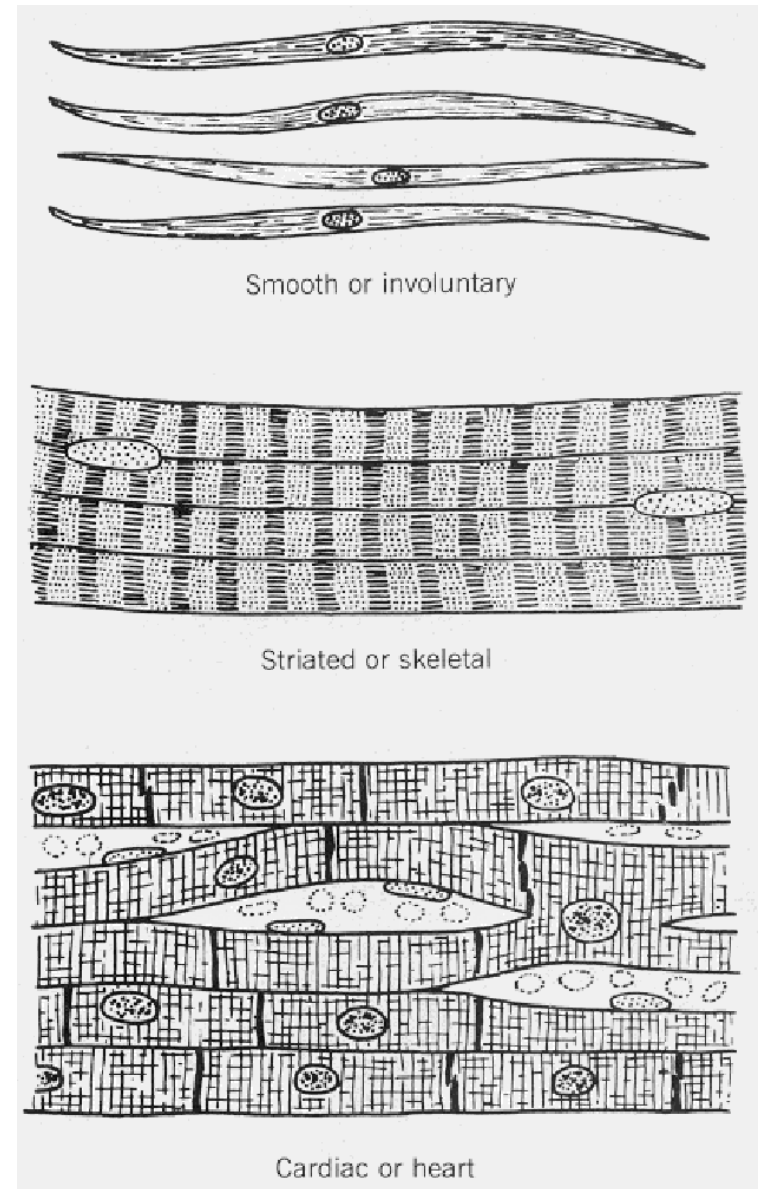 Smooth or involuntary
Striated or skeletal
Cardiac or heart